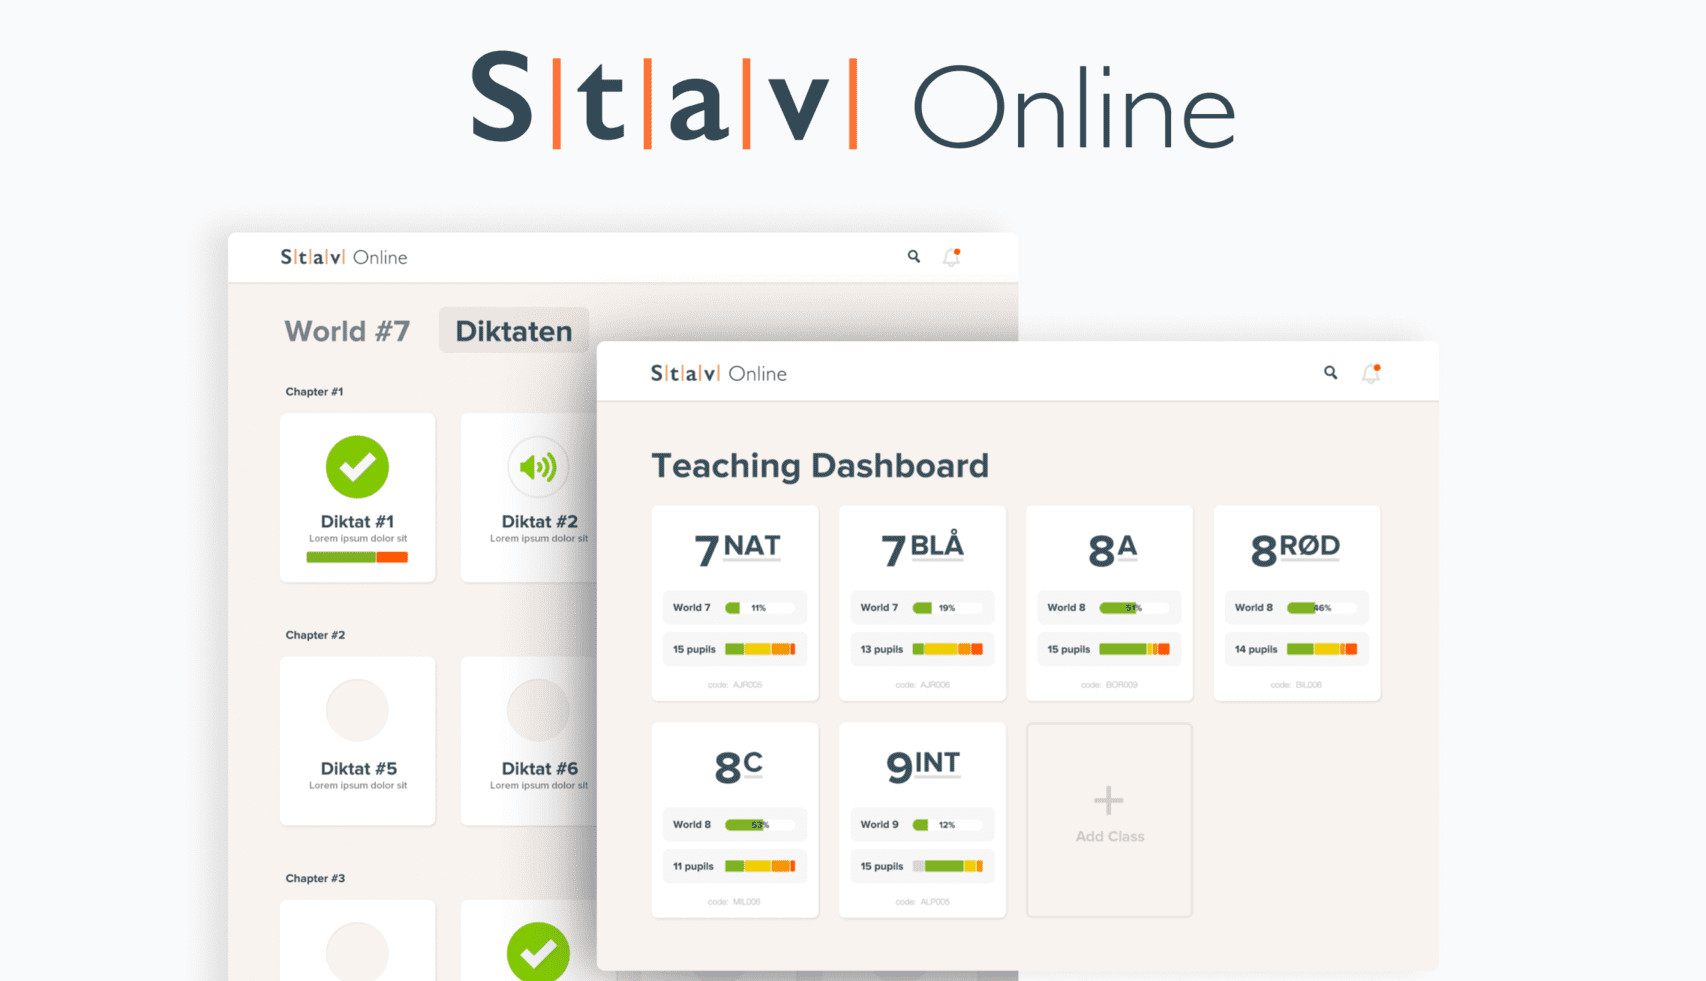 S|t|a|v| Online
S|t|a|v| Online
World #7 Diktaten
Chapter #1
Diktat #1
Lorem ipsum dolor sit
Diktat #2
Lorem ipsum dolor sit
Chapter #2
Diktat #5
Lorem ipsum dolor sit
Diktat #6
Lorem ipsum dolor sit
Chapter #3
S|t|a|v| Online
Teaching Dashboard
7 NAT
World 7 11%
15 pupils
code: AJR005
7 BLÅ
World 7 19%
13 pupils
code: AJR006
8 A
World 8 51%
15 pupils
code: BOR009
8 RØD
World 8 46%
14 pupils
code: BIL006
8 C
World 8 53%
11 pupils
code: MIL006
9 INT
World 9 12%
15 pupils
code: ALP005
Add Class